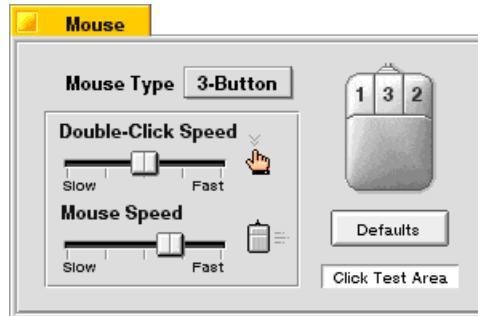 Mouse
Mouse Type 3-Button
1 3 2
Double-Click Speed
Slow Fast
Mouse Speed
Slow Fast
Defaults
Click Test Area